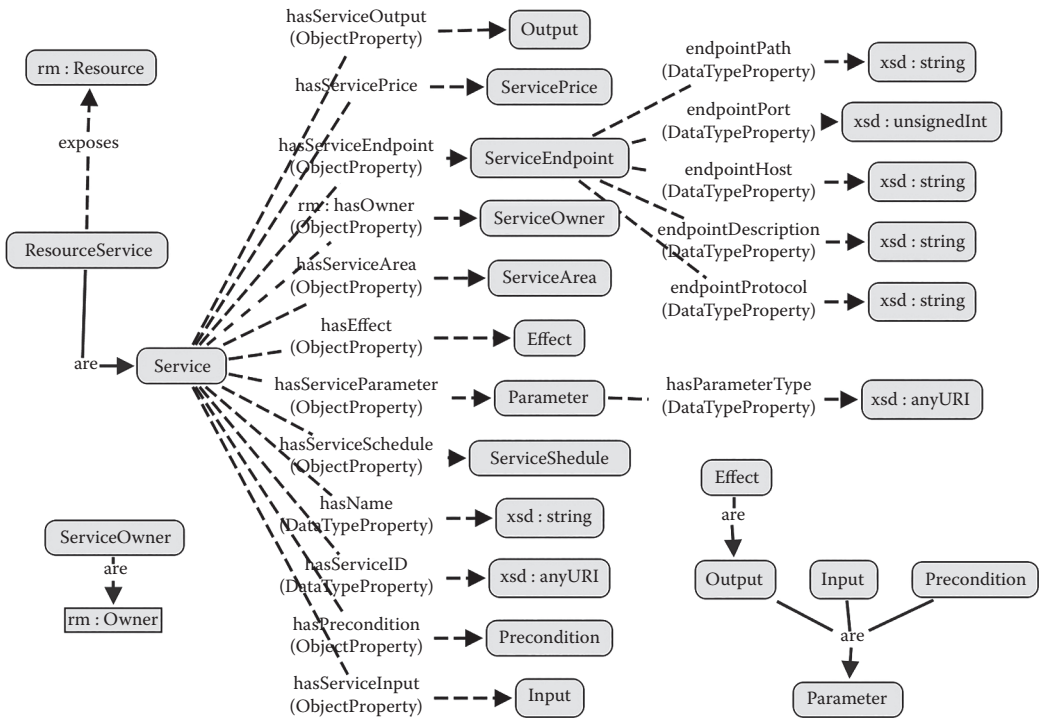 rm : Resource
exposes
ResourceService
are
Service
ServiceOwner
are
rm : Owner
hasServiceOutput
(ObjectProperty)
Output
hasServicePrice
ServicePrice
hasServiceEndpoint
(ObjectProperty)
ServiceEndpoint
rm : hasOwner
(ObjectProperty)
ServiceOwner
hasServiceArea
(ObjectProperty)
ServiceArea
hasEffect
(ObjectProperty)
Effect
hasServiceParameter
(ObjectProperty)
Parameter
hasServiceSchedule
(ObjectProperty)
ServiceShedule
hasName
(DataTypeProperty)
xsd : string
hasServiceID
(DataTypeProperty)
xsd : anyURI
hasPrecondition
(ObjectProperty)
Precondition
hasServiceInput
(ObjectProperty)
Input
endpointPath
(DataTypeProperty)
xsd : string
endpointPort
(DataTypeProperty)
xsd : unsignedInt
endpointHost
(DataTypeProperty)
xsd : string
endpointDescription
(DataTypeProperty)
xsd : string
endpointProtocol
(DataTypeProperty)
xsd : string
hasParameterType
(DataTypeProperty)
xsd : anyURI
Effect
are
Output
Input
Precondition
are
Parameter